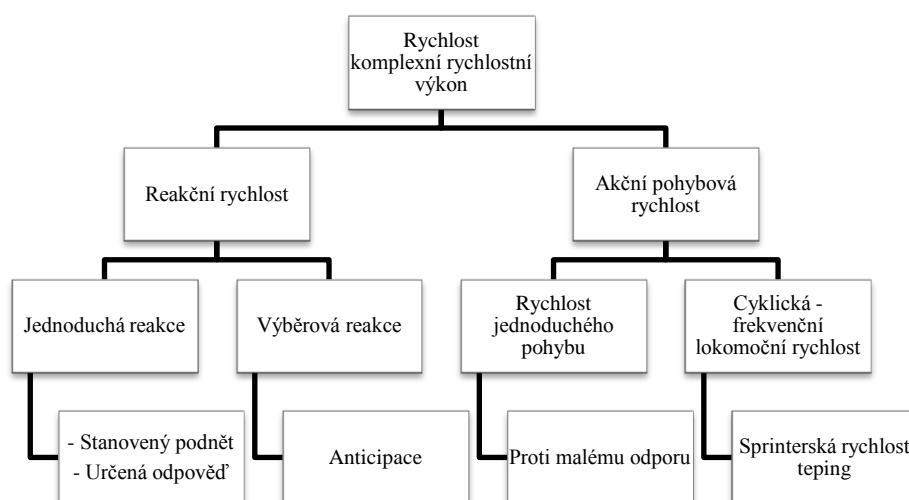 Rychlost
komplexní rychlostní
výkon
Reakční rychlost
Akční pohybová
rychlost
Jednoduchá reakce
Výběrová reakce
Rychlost
jednoduchého
pohybu
Cyklická -
frekvenční
lokomoční rychlost
- Stanovený podnět
- Určená odpověď
Anticipace
Proti malému odporu
Sprinterská rychlost
teping